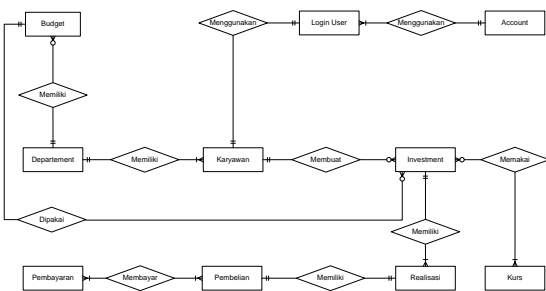 Budget
Menggunakan
Login User
Menggunakan
Account
Memiliki
Departement
Memiliki
Karyawan
Membuat
Investment
Memakai
Dipakai
Memiliki
Pembayaran
Membayar
Pembelian
Memiliki
Realisasi
Kurs